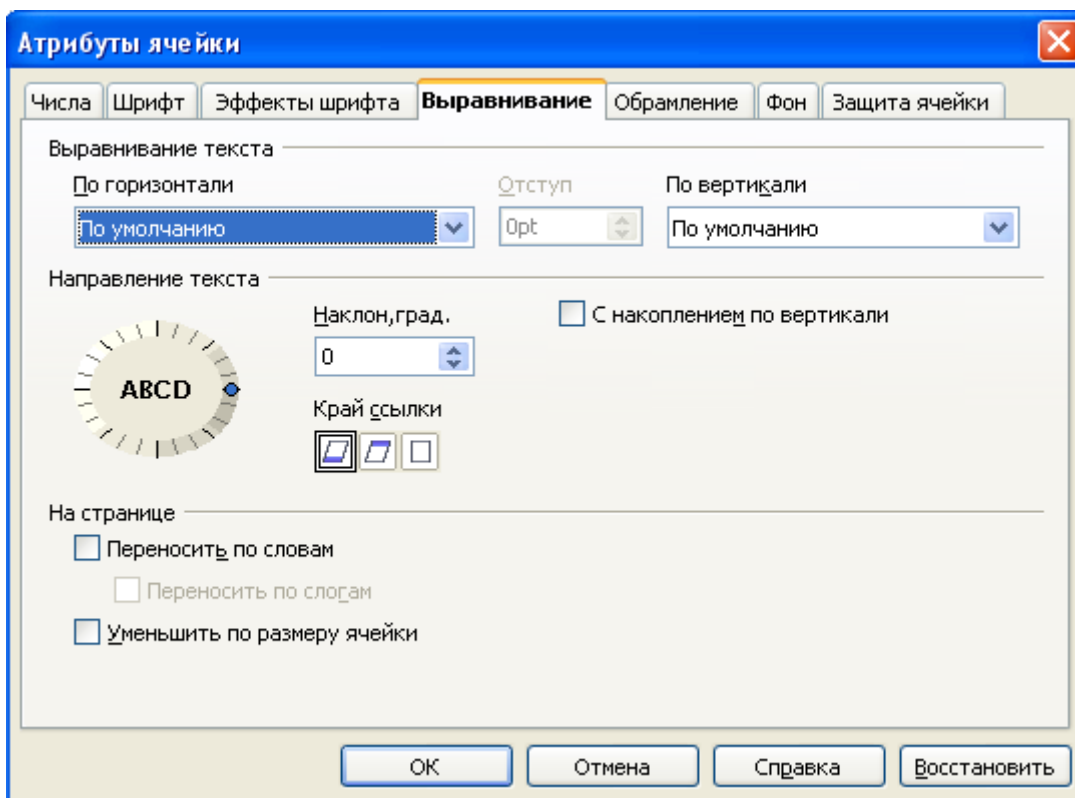 Атрибуты ячейки
Числа Шрифт Эффекты шрифта Выравнивание Обрамление Фон Защита ячейки
Выравнивание текста
По горизонтали Отступ По вертикали
По умолчанию 0pt По умолчанию
Направление текста
Наклон,град. С накоплением по вертикали
0
ABCD
Край ссылки
На странице
Переносить по словам
Переносить по слогам
Уменьшить по размеру ячейки
ОК Отмена Справка Восстановить